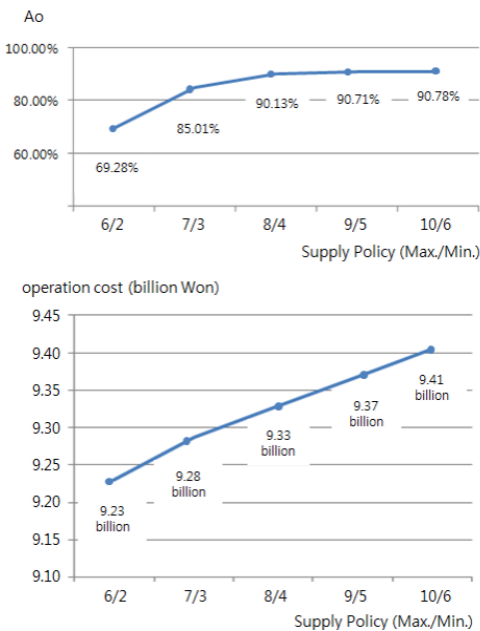 Ao
100.00%
80.00%
60.00%
69.28%
85.01%
90.13%
90.71%
90.78%
6/2 7/3 8/4 9/5 10/6
Supply Policy (Max./Min.)
operation cost (billion Won)
9.45
9.40
9.35
9.30
9.25
9.20
9.15
9.10
9.23
billion
9.28
billion
9.33
billion
9.37
billion
9.41
billion
6/2 7/3 8/4 9/5 10/6
Supply Policy (Max./Min.)